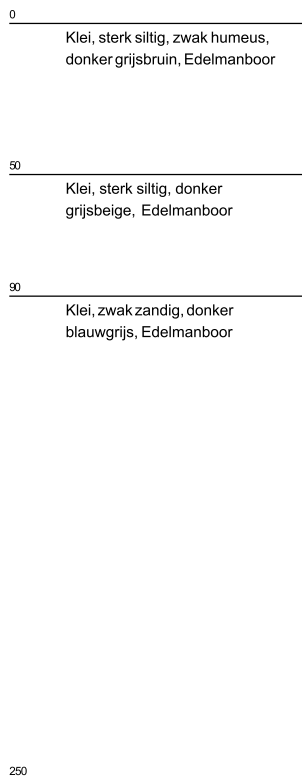 0
Klei, sterk siltig, zwak humeus,
donker grijsbruin, Edelmanboor
50
Klei, sterk siltig, donker
grijsbeige, Edelmanboor
90
Klei, zwak zandig, donker
blauwgrijs, Edelmanboor
250